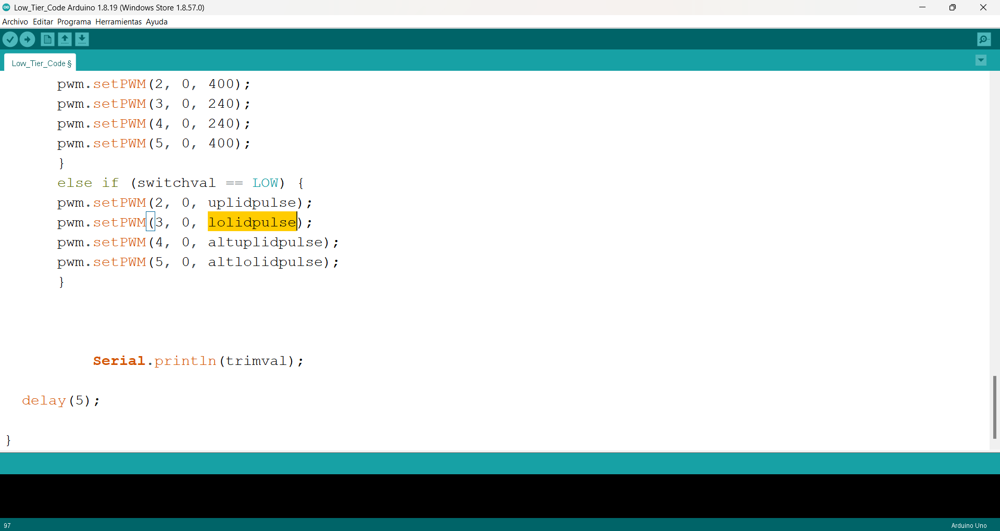 Low_Tier_Code Arduino 1.8.19 (Windows Store 1.8.57.0)
Archivo Editar Programa Herramientas Ayuda
Low_Tier_Code §
pwm.setPWM(2, 0, 400);
pwm.setPWM(3, 0, 240);
pwm.setPWM(4, 0, 240);
pwm.setPWM(5, 0, 400);
}
else if (switchval == LOW) {
pwm.setPWM(2, 0, uplidpulse);
pwm.setPWM(3, 0, lolidpulse);
pwm.setPWM(4, 0, altuplidpulse);
pwm.setPWM(5, 0, altlolidpulse);
}
Serial.println(trimval);
delay(5);
}
97
Arduino Uno